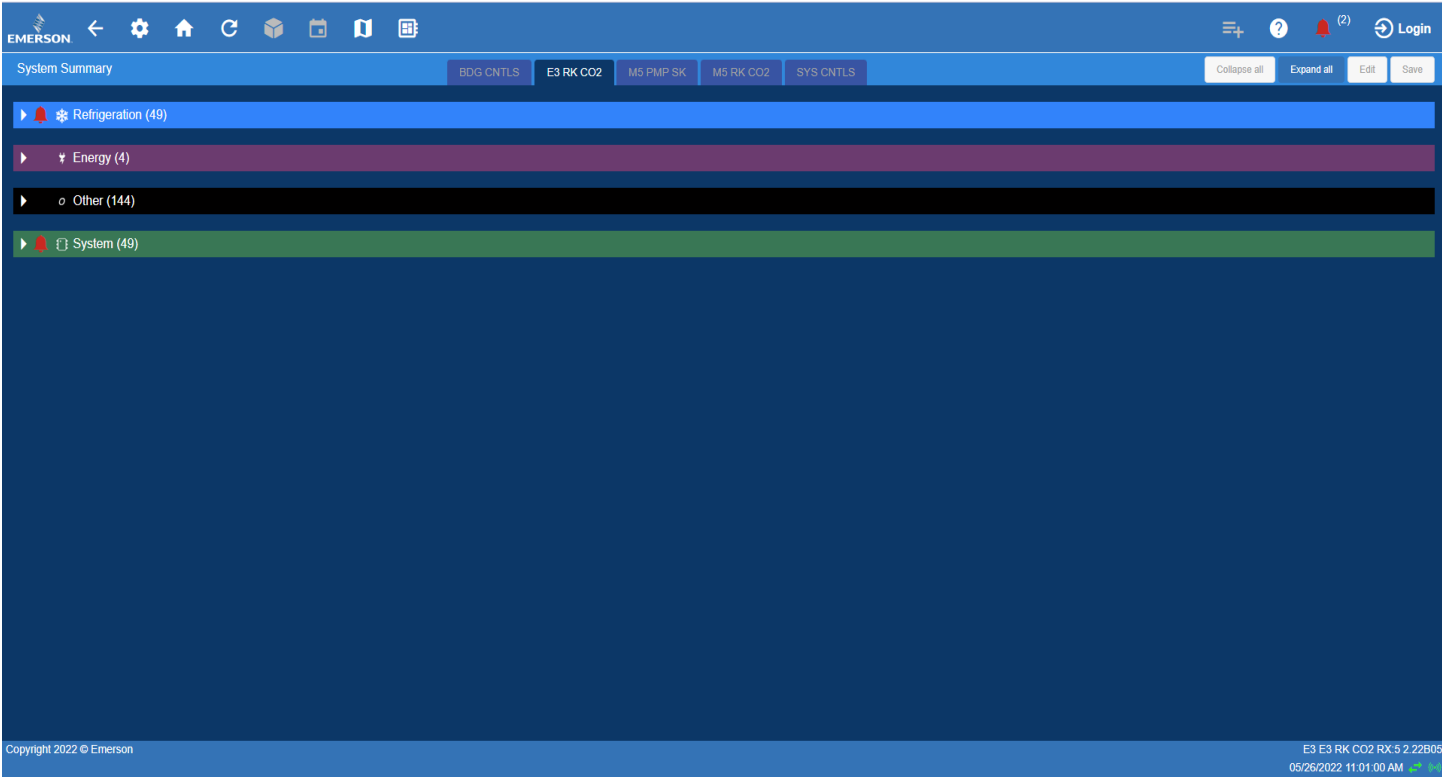 EMERSON.
(2)
Login
System Summary
BDG CNTLS
E3 RK CO2
M5 PMP SK
M5 RK CO2
SYS CNTLS
Collapse all
Expand all
Edit
Save
Refrigeration (49)
Energy (4)
Other (144)
System (49)
Copyright 2022 © Emerson
E3 E3 RK CO2 RX:5 2.22B05
05/26/2022 11:01:00 AM